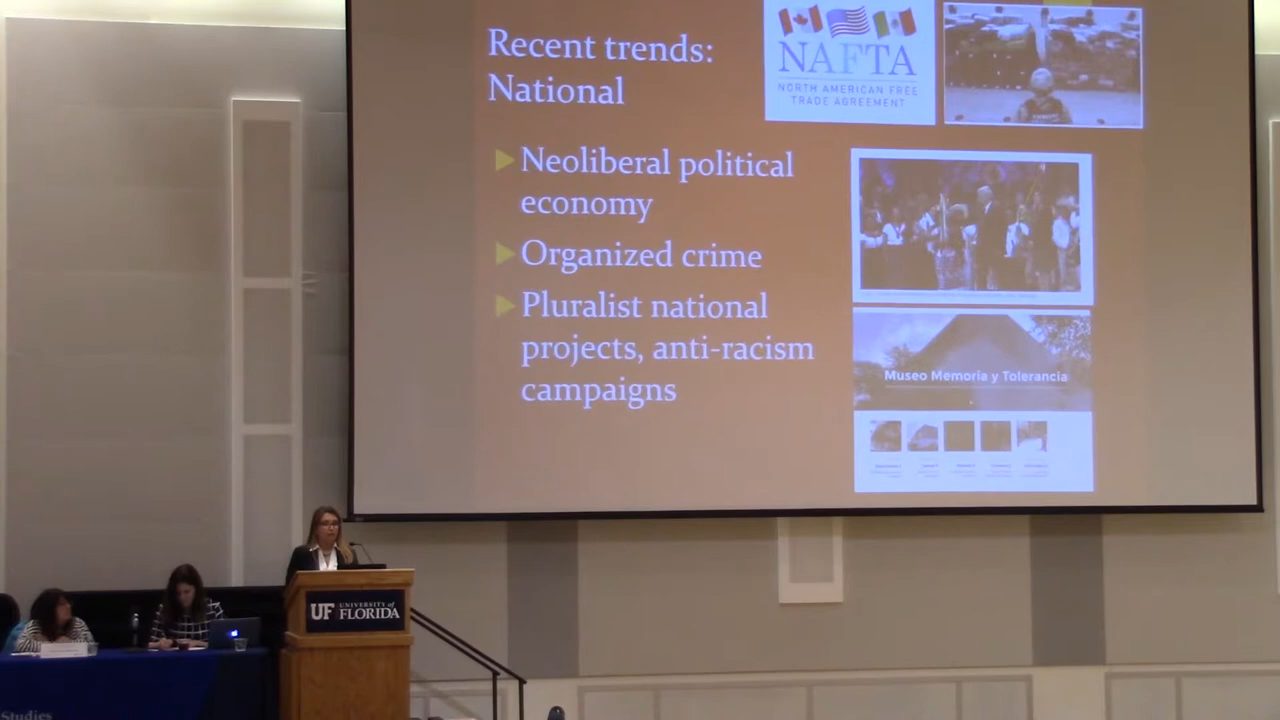 Recent trends:
National
Neoliberal political
economy
Organized crime
Pluralist national
projects, anti-racism
campaigns
NAFTA
NORTH AMERICAN FREE
TRADE AGREEMENT
Museo Memoria y Tolerancia
UF UNIVERSITY of
FLORIDA
Studies